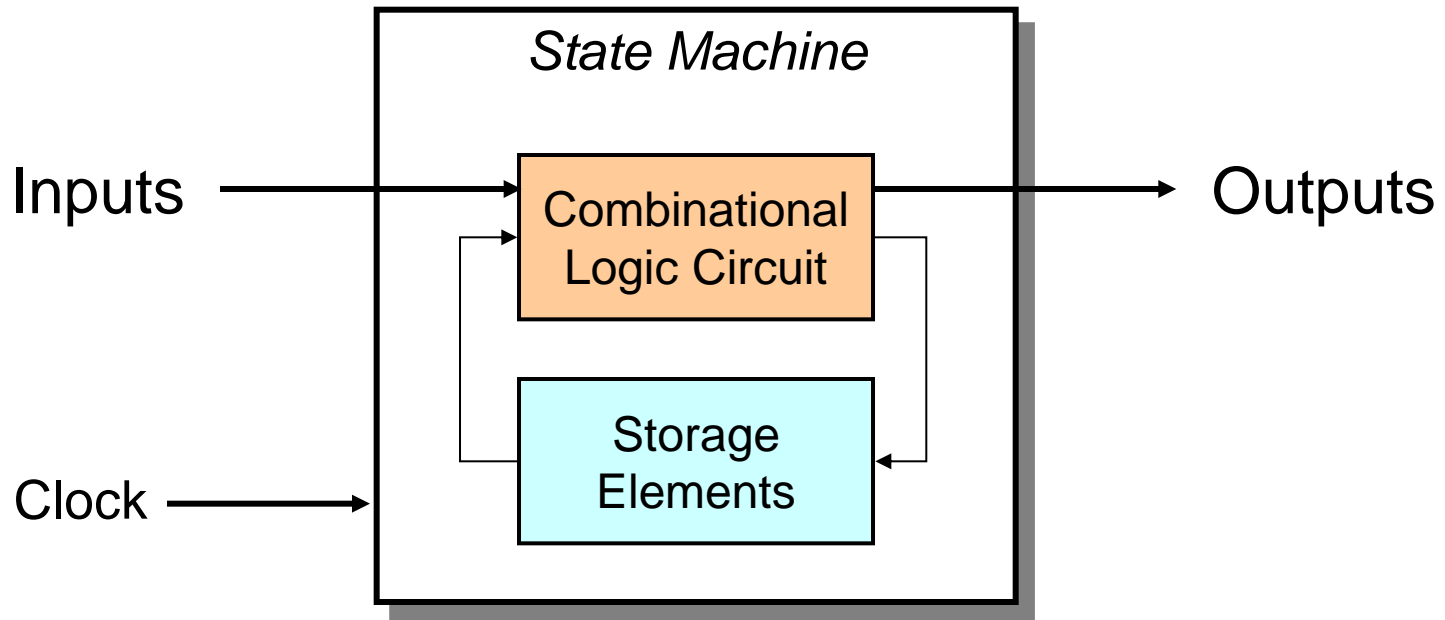 State Machine
Inputs
Combinational
Logic Circuit
Outputs
Storage
Elements
Clock